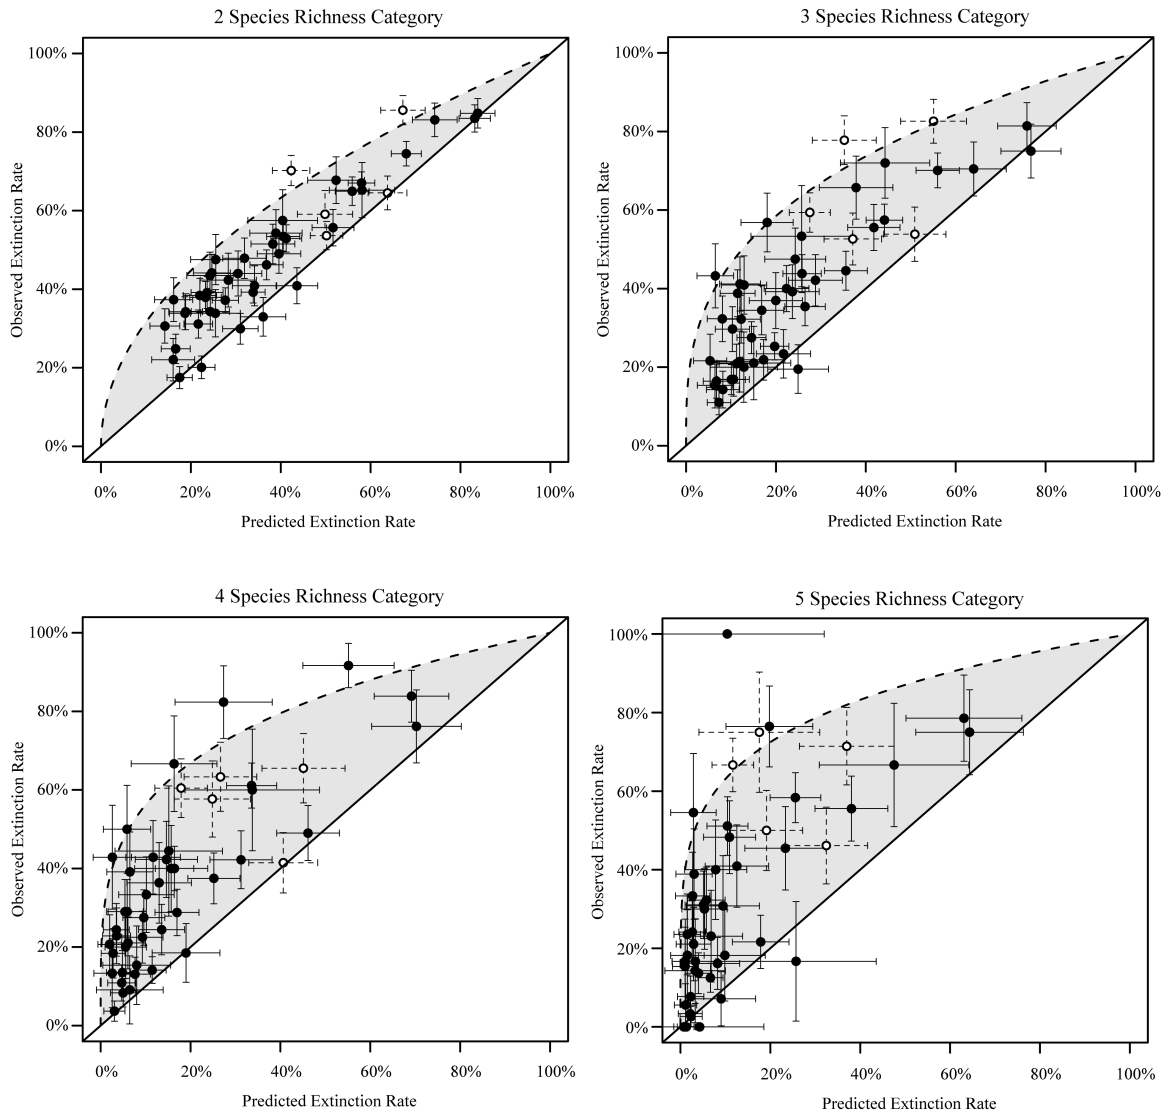 2 Species Richness Category
100%
80%
60%
40%
20%
0%
Observed Extinction Rate
0% 20% 40% 60% 80% 100%
Predicted Extinction Rate
3 Species Richness Category
100%
80%
60%
40%
20%
0%
Observed Extinction Rate
0% 20% 40% 60% 80% 100%
Predicted Extinction Rate
4 Species Richness Category
100%
80%
60%
40%
20%
0%
Observed Extinction Rate
0% 20% 40% 60% 80% 100%
Predicted Extinction Rate
5 Species Richness Category
100%
80%
60%
40%
20%
0%
Observed Extinction Rate
0% 20% 40% 60% 80% 100%
Predicted Extinction Rate